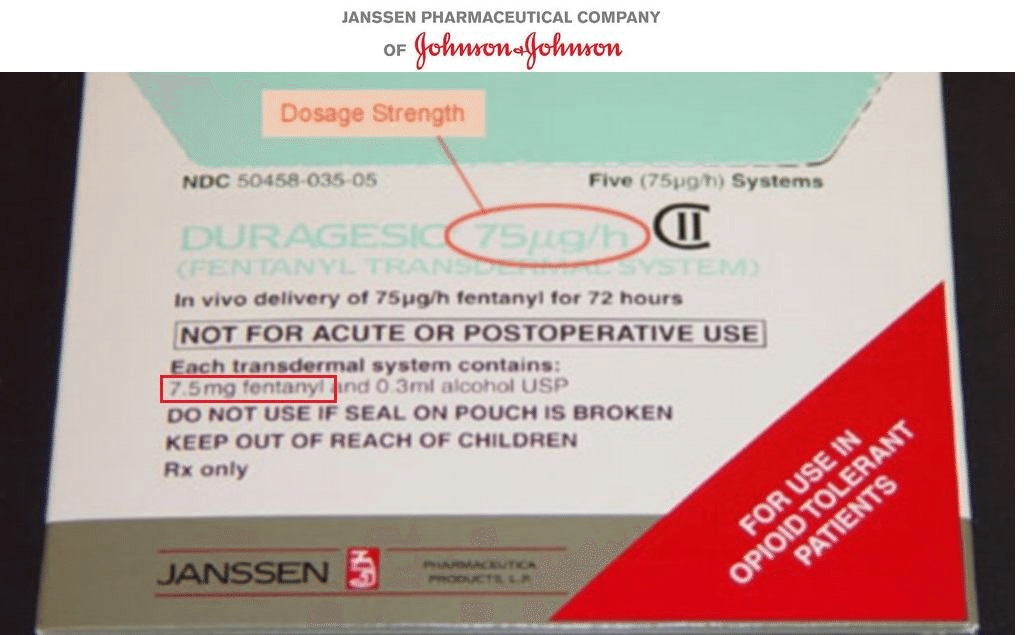 JANSSEN PHARMACEUTICAL COMPANY
OF Johnson & Johnson
Dosage Strength
NDC 50458-035-05
Five (75µg/h) Systems
DURAGESIC 75µg/h CII
(FENTANYL TRANSDERMAL SYSTEM)
In vivo delivery of 75µg/h fentanyl for 72 hours
NOT FOR ACUTE OR POSTOPERATIVE USE
Each transdermal system contains:
7.5mg fentanyl and 0.3ml alcohol USP
DO NOT USE IF SEAL ON POUCH IS BROKEN
KEEP OUT OF REACH OF CHILDREN
Rx only
FOR USE IN
OPIOID TOLERANT
PATIENTS
JANSSEN
PHARMACEUTICA
PRODUCTS, L.P.